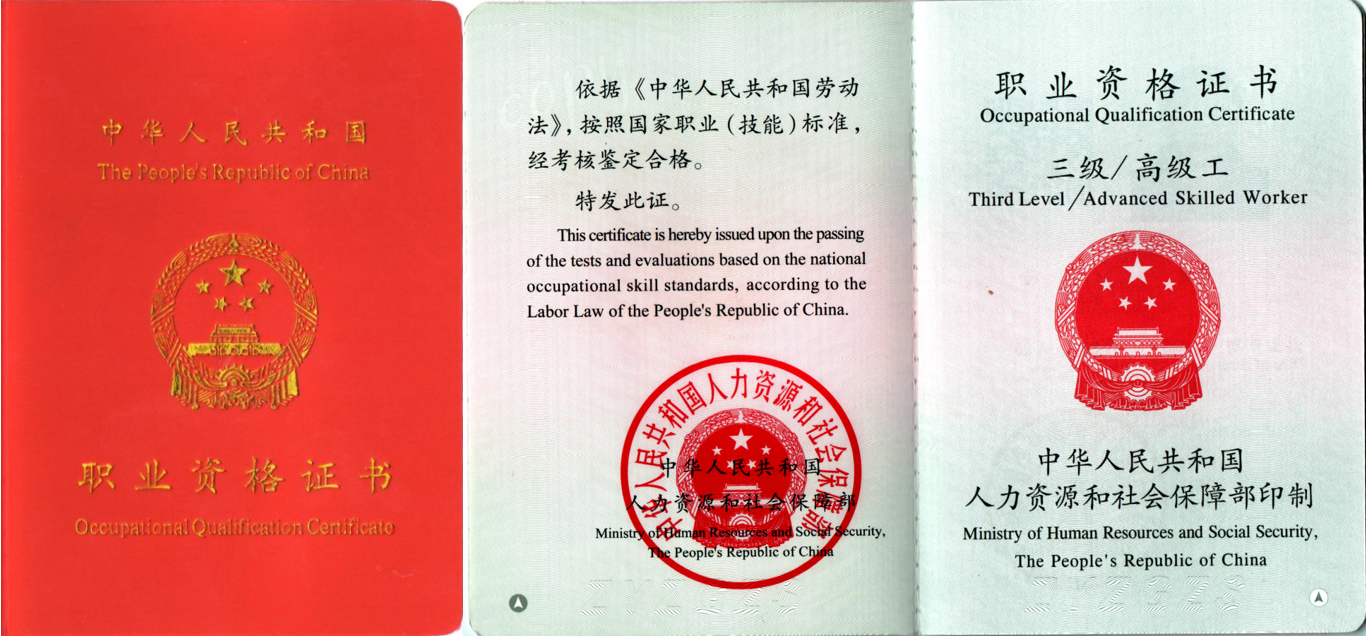 中华人民共和国
The People's Republic of China
职业资格证书
Occupational Qualification Certificate
依据《中华人民共和国劳动
法》，按照国家职业(技能)标准，
经考核鉴定合格。
特发此证。
This certificate is hereby issued upon the passing
of the tests and evaluations based on the national
occupational skill standards, according to the
Labor Law of the People's Republic of China.
中华人民共和国人力资源和社会保障部
中华人民共和国
人力资源和社会保障部
Ministry of Human Resources and Social Security,
The People's Republic of China
职业资格证书
Occupational Qualification Certificate
三级/高级工
Third Level/Advanced Skilled Worker
中华人民共和国
人力资源和社会保障部印制
Ministry of Human Resources and Social Security,
The People's Republic of China